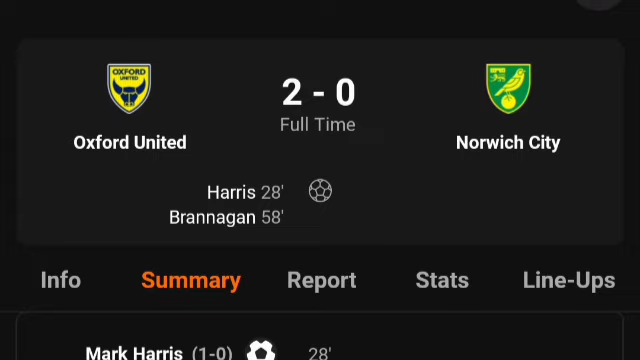 OXFORD
UNITED
2 - 0
Full Time
Oxford United
Norwich City
Harris 28'
Brannagan 58'
Info Summary Report Stats Line-Ups
Mark Harris (1-0) 28'